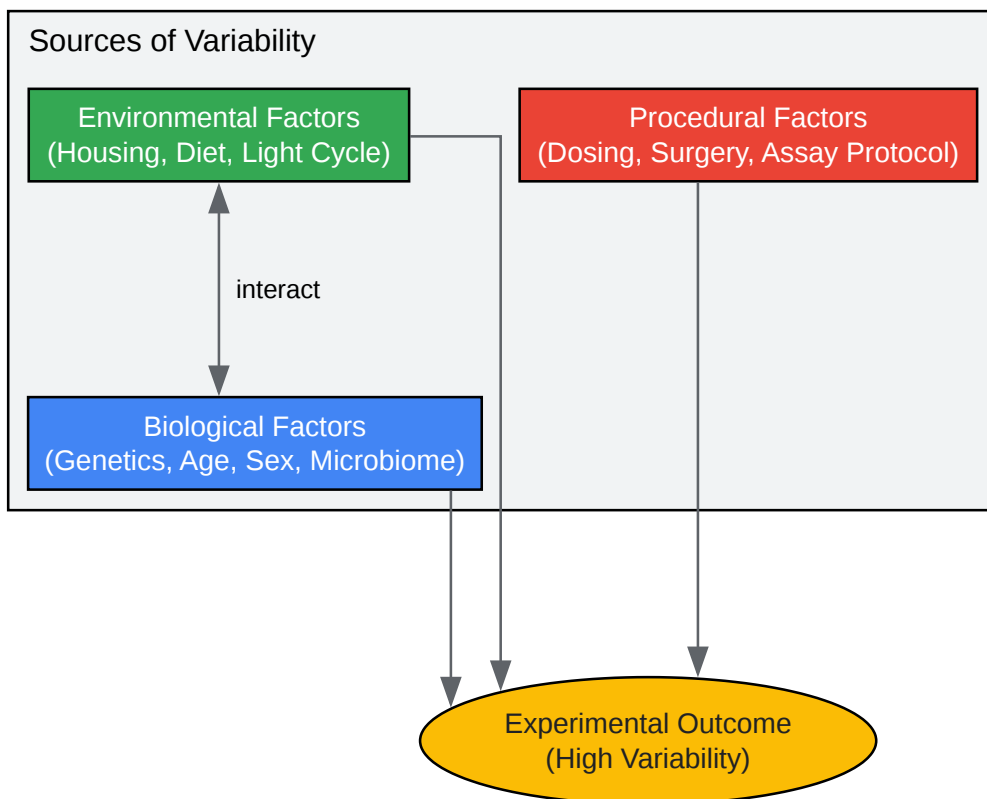 Sources of Variability
Environmental Factors
(Housing, Diet, Light Cycle)
Procedural Factors
(Dosing, Surgery, Assay Protocol)
interact
Biological Factors
(Genetics, Age, Sex, Microbiome)
Experimental Outcome
(High Variability)